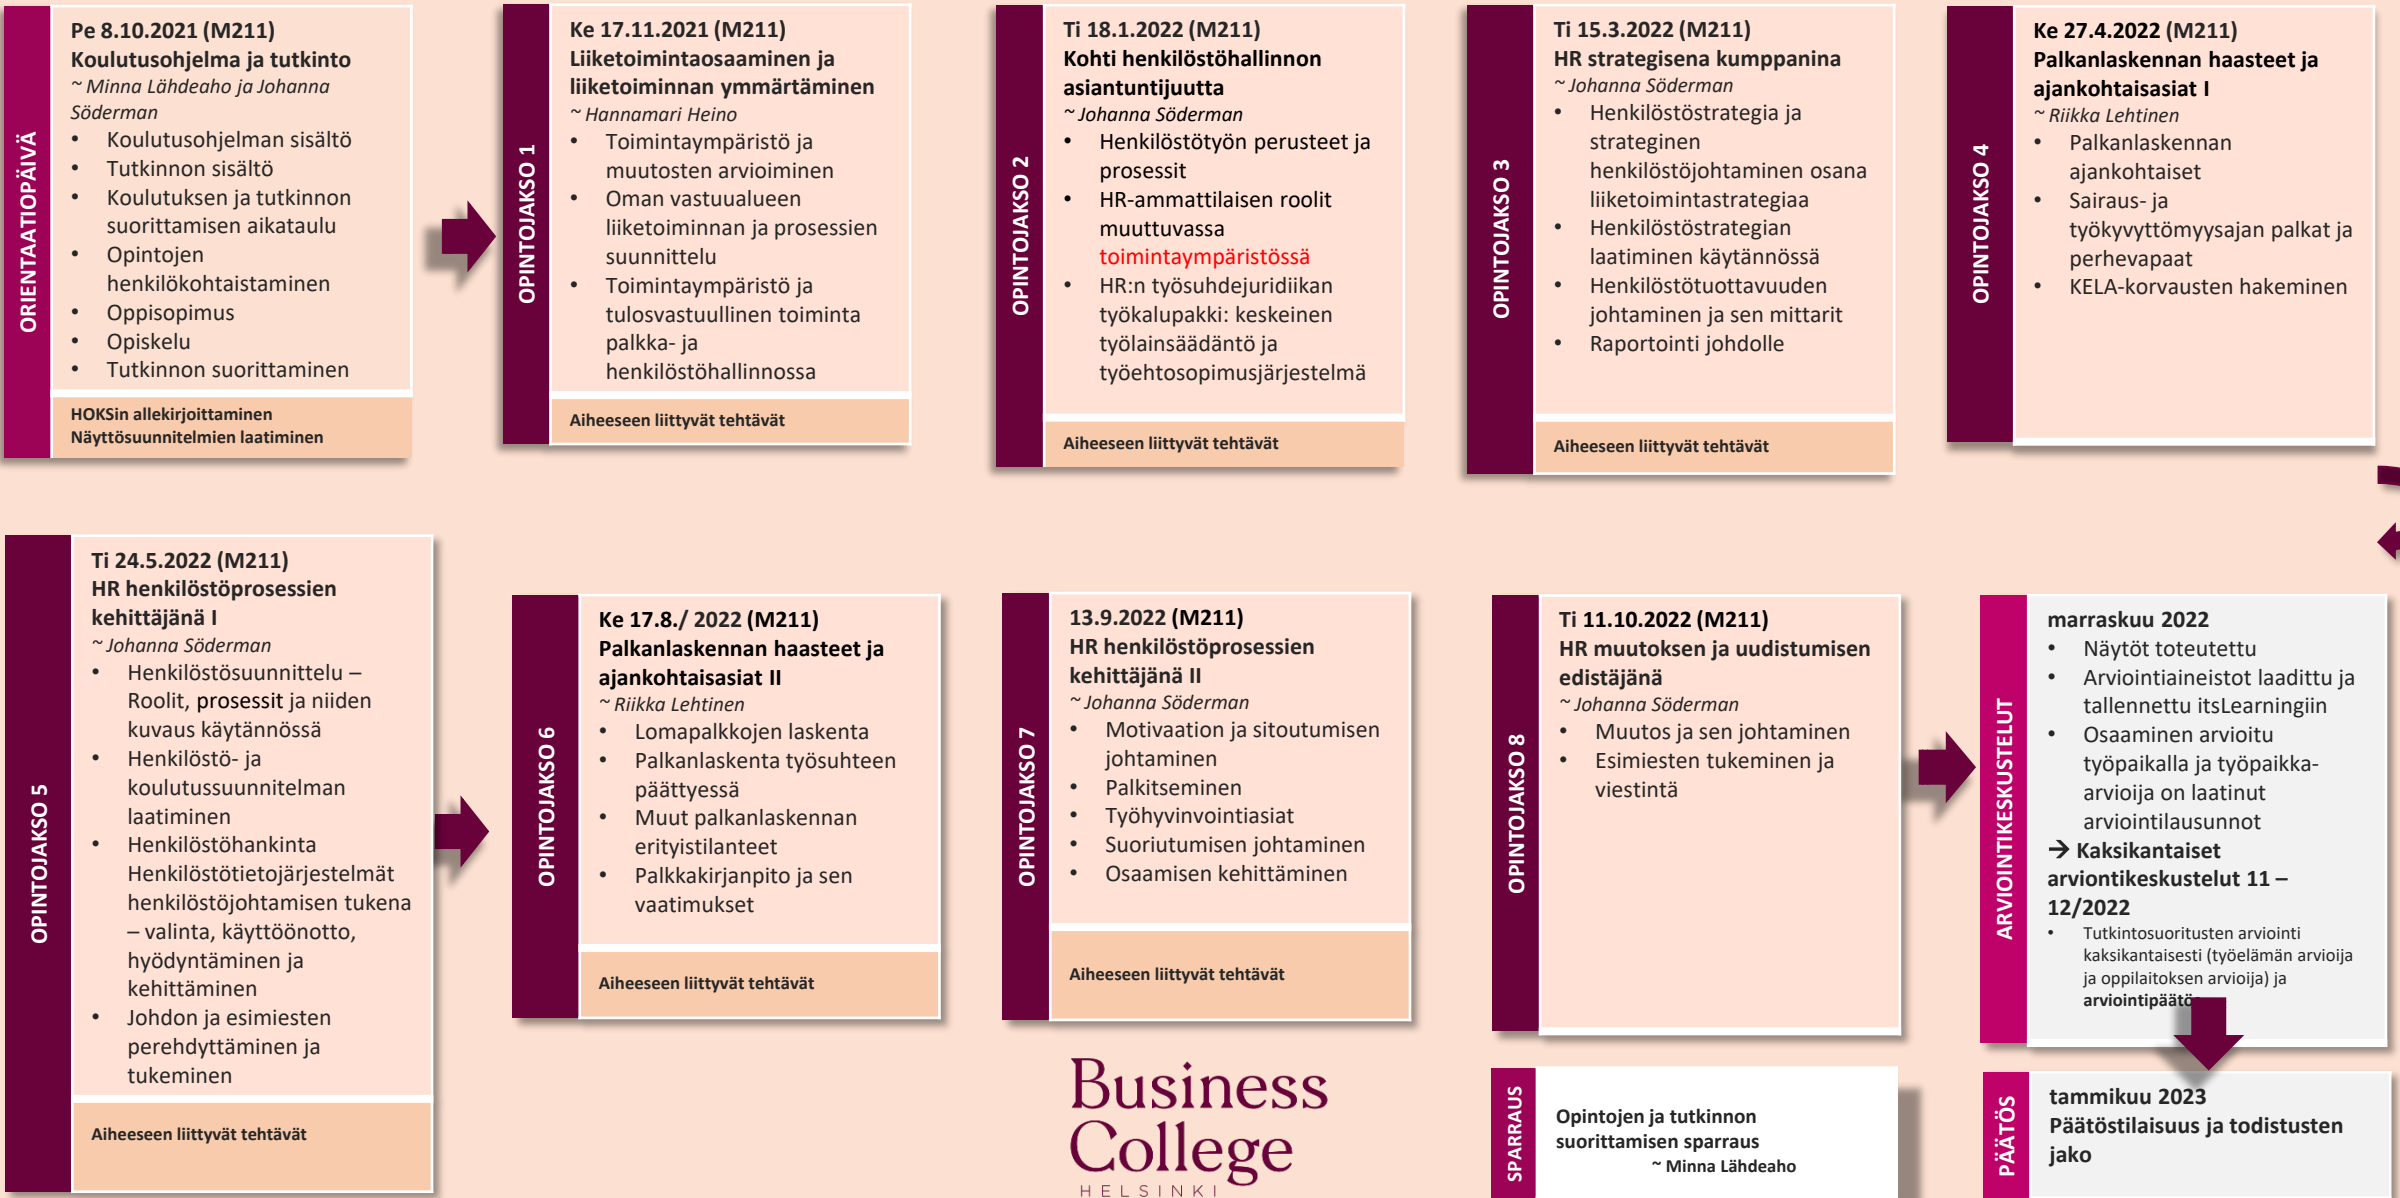 ORIENTAATIOPÄIVÄ
Pe 8.10.2021 (M211)
Koulutusohjelma ja tutkinto
~ Minna Lähdeaho ja Johanna
Söderman
• Koulutusohjelman sisältö
• Tutkinnon sisältö
• Koulutuksen ja tutkinnon
suorittamisen aikataulu
• Opintojen
henkilökohtaistaminen
• Oppisopimus
• Opiskelu
• Tutkinnon suorittaminen
HOKSin allekirjoittaminen
Näyttösuunnitelmien laatiminen
OPINTOJAKSO 1
Ke 17.11.2021 (M211)
Liiketoimintaosaaminen ja
liiketoiminnan ymmärtäminen
~ Hannamari Heino
• Toimintaympäristö ja
muutosten arvioiminen
• Oman vastuualueen
liiketoiminnan ja prosessien
suunnittelu
• Toimintaympäristö ja
tulosvastuullinen toiminta
palkka- ja
henkilöstöhallinnossa
Aiheeseen liittyvät tehtävät
OPINTOJAKSO 2
Ti 18.1.2022 (M211)
Kohti henkilöstöhallinnon
asiantuntijuutta
~ Johanna Söderman
• Henkilöstötyön perusteet ja
prosessit
• HR-ammattilaisen roolit
muuttuvassa
toimintaympäristössä
• HR:n työsuhdejuridiikan
työkalupakki: keskeinen
työlainsäädäntö ja
työehtosopimusjärjestelmä
Aiheeseen liittyvät tehtävät
OPINTOJAKSO 3
Ti 15.3.2022 (M211)
HR strategisena kumppanina
~ Johanna Söderman
• Henkilöstöstrategia ja
strateginen
henkilöstöjohtaminen osana
liiketoimintastrategiaa
• Henkilöstöstrategian
laatiminen käytännössä
• Henkilöstötuottavuuden
johtaminen ja sen mittarit
• Raportointi johdolle
Aiheeseen liittyvät tehtävät
OPINTOJAKSO 4
Ke 27.4.2022 (M211)
Palkanlaskennan haasteet ja
ajankohtaisasiat I
~ Riikka Lehtinen
• Palkanlaskennan
ajankohtaiset
• Sairaus- ja
työkyvyttömyysajan palkat ja
perhevapaat
• KELA-korvausten hakeminen
OPINTOJAKSO 5
Ti 24.5.2022 (M211)
HR henkilöstöprosessien
kehittäjänä I
~ Johanna Söderman
• Henkilöstösuunnittelu –
Roolit, prosessit ja niiden
kuvaus käytännössä
• Henkilöstö- ja
koulutussuunnitelman
laatiminen
• Henkilöstöhankinta
Henkilöstötietojärjestelmät
henkilöstöjohtamisen tukena
– valinta, käyttöönotto,
hyödyntäminen ja
kehittäminen
• Johdon ja esimiesten
perehdyttäminen ja
tukeminen
Aiheeseen liittyvät tehtävät
OPINTOJAKSO 6
Ke 17.8./ 2022 (M211)
Palkanlaskennan haasteet ja
ajankohtaisasiat II
~ Riikka Lehtinen
• Lomapalkkojen laskenta
• Palkanlaskenta työsuhteen
päättyessä
• Muut palkanlaskennan
erityistilanteet
• Palkkakirjanpito ja sen
vaatimukset
Aiheeseen liittyvät tehtävät
OPINTOJAKSO 7
13.9.2022 (M211)
HR henkilöstöprosessien
kehittäjänä II
~ Johanna Söderman
• Motivaation ja sitoutumisen
johtaminen
• Palkitseminen
• Työhyvinvointiasiat
• Suoriutumisen johtaminen
• Osaamisen kehittäminen
Aiheeseen liittyvät tehtävät
OPINTOJAKSO 8
Ti 11.10.2022 (M211)
HR muutoksen ja uudistumisen
edistäjänä
~ Johanna Söderman
• Muutos ja sen johtaminen
• Esimiesten tukeminen ja
viestintä
ARVIOINTIKESKUSTELUT
marraskuu 2022
• Näytöt toteutettu
• Arviointiaineistot laadittu ja
tallennettu itsLearningiin
• Osaaminen arvioitu
työpaikalla ja työpaikka-
arvioija on laatinut
arviointilausunnot
→ Kaksikantaiset
arviontikeskustelut 11 –
12/2022
• Tutkintosuoritusten arviointi
kaksikantaisesti (työelämän arvioija
ja oppilaitoksen arvioija) ja
arviointipäätös
Business
College
HELSINKI
SPARRAUS
Opintojen ja tutkinnon
suorittamisen sparraus
~ Minna Lähdeaho
PÄÄTÖS
tammikuu 2023
Päätöstilaisuus ja todistusten
jako